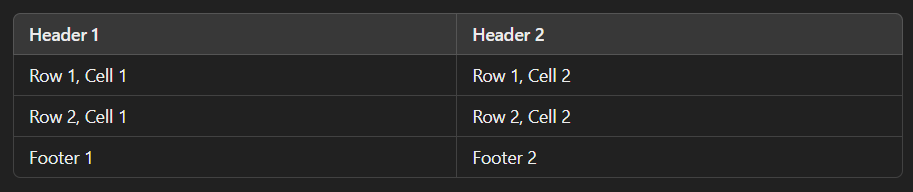 Header 1 Header 2
Row 1, Cell 1 Row 1, Cell 2
Row 2, Cell 1 Row 2, Cell 2
Footer 1 Footer 2